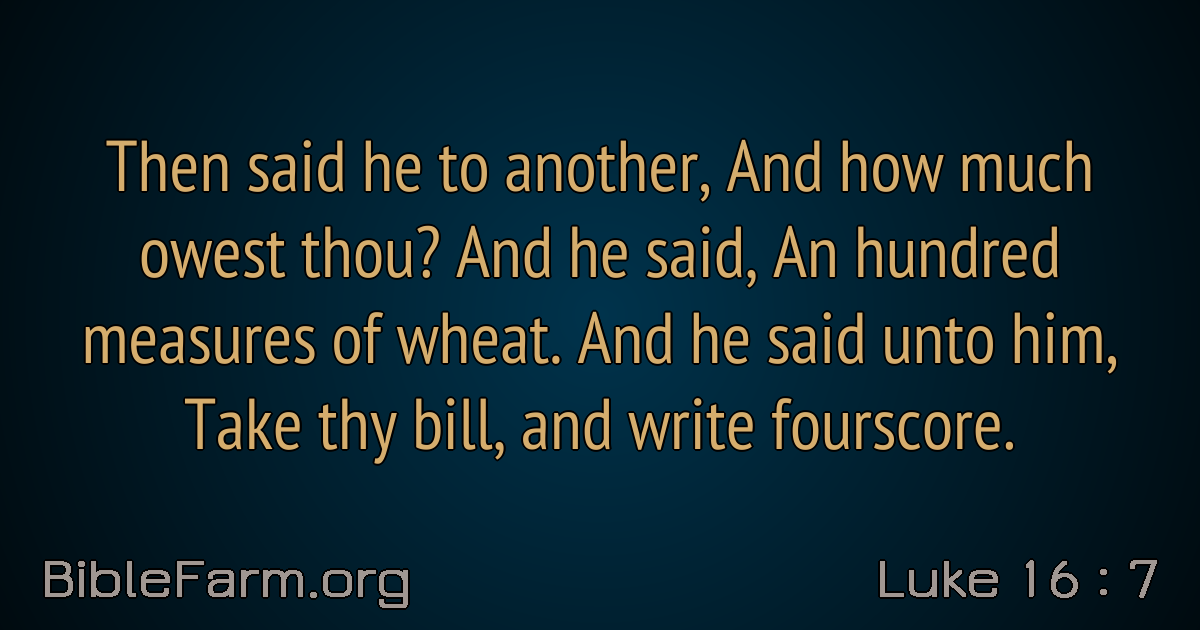 Then said he to another, And how much
owest thou? And he said, An hundred
measures of wheat. And he said unto him,
Take thy bill, and write fourscore.
BibleFarm.org
Luke 16 : 7